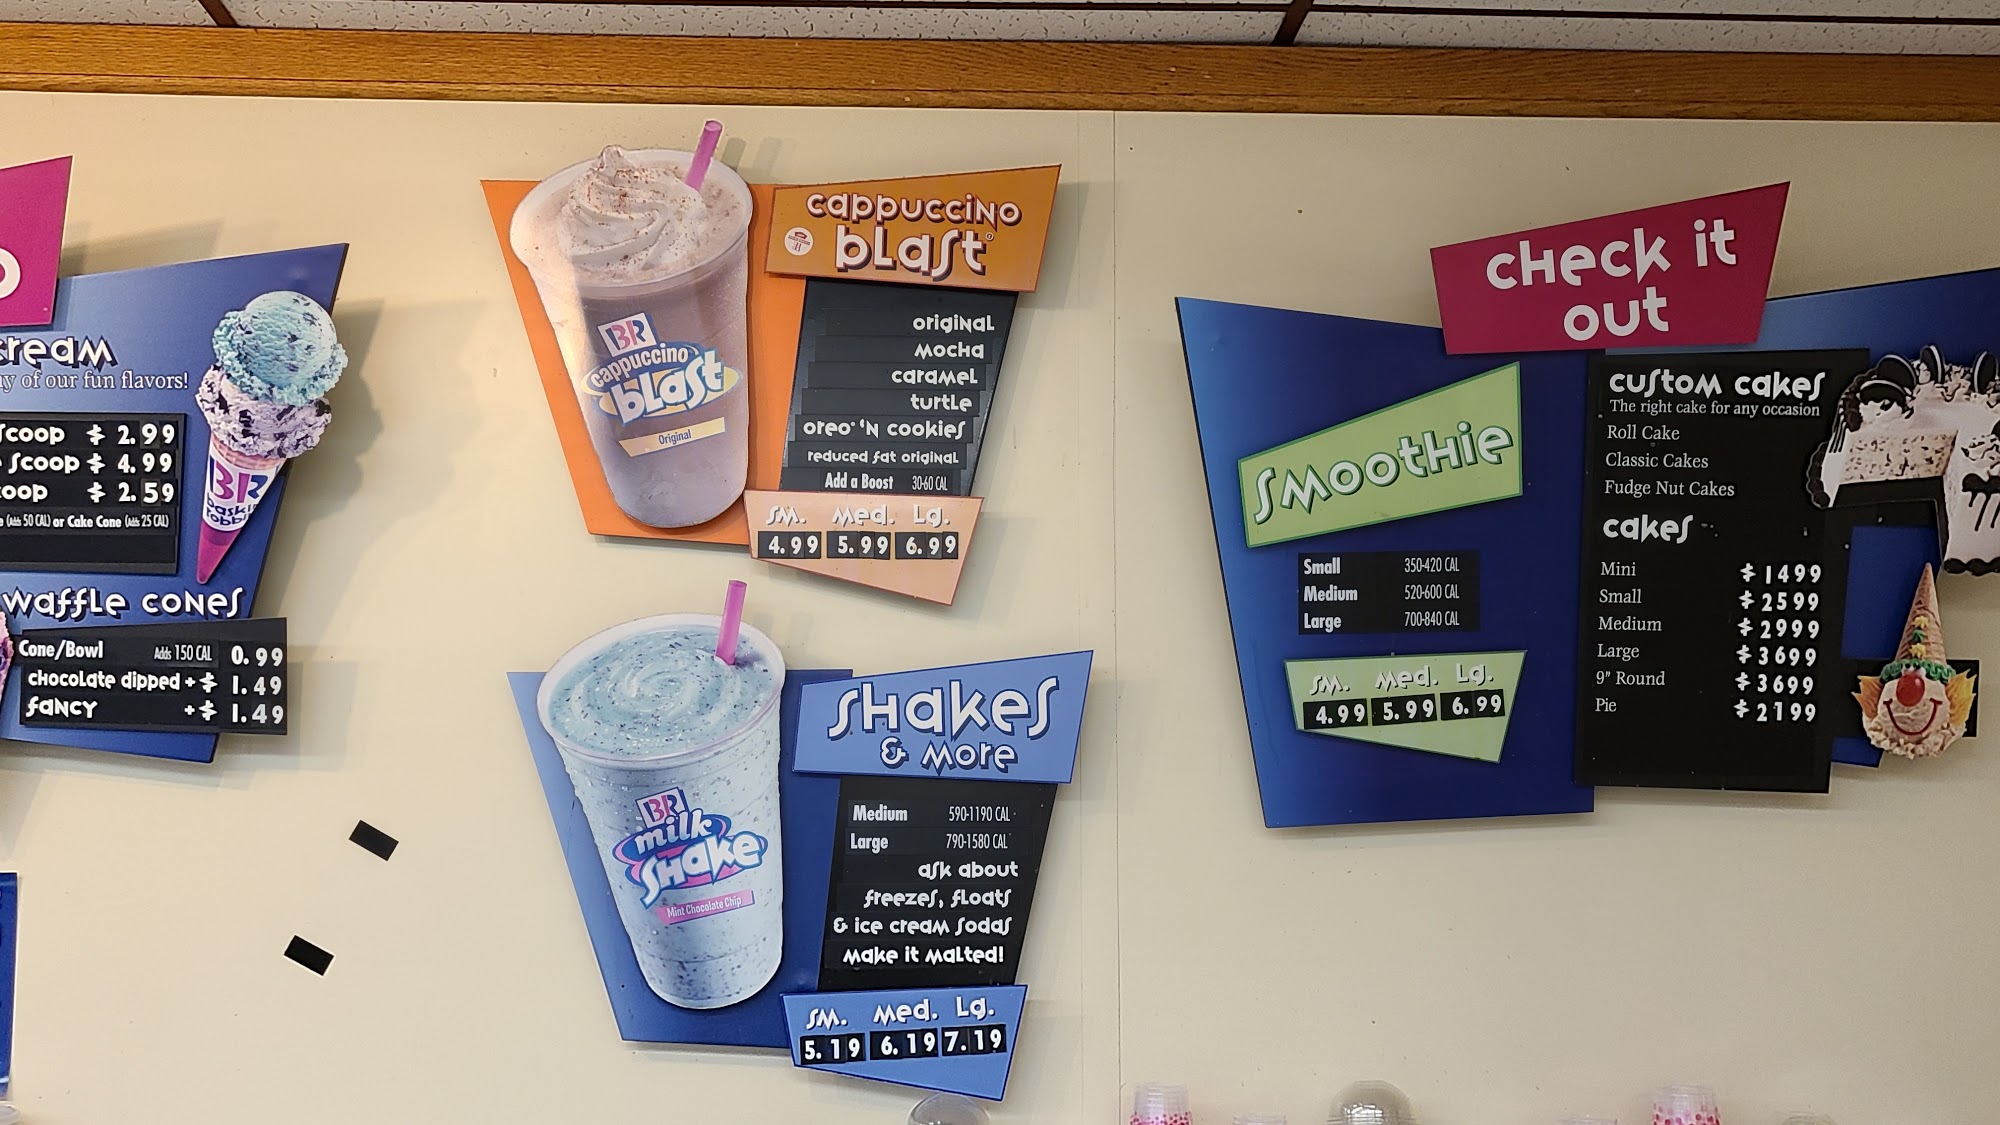 y of our fun flavors!
scoop $ 2.99
scoop $ 4.99
$ 2.59
(Adds 50 CAL) or Cake Cone (Adds 25 CAL)
BR
waffle cones
Cone/Bowl Adds 150 CAL 0.99
chocolate dipped + $ 1.49
fancy + $ 1.49
cappuccino
blast®
BR
cappuccino
blast
Original
original
mocha
caramel
turtle
oreo® 'n cookies
reduced fat original
Add a Boost 30-60 CAL
sm. med. lg.
4.99 5.99 6.99
shakes
& more
BR
milk
shake
Mint Chocolate Chip
Medium 590-1190 CAL
Large 790-1580 CAL
ask about
freezes, floats
& ice cream sodas
make it malted!
sm. med. lg.
5.19 6.19 7.19
check it
out
smoothie
Small 350-420 CAL
Medium 520-600 CAL
Large 700-840 CAL
sm. med. lg.
4.99 5.99 6.99
custom cakes
The right cake for any occasion
Roll Cake
Classic Cakes
Fudge Nut Cakes
cakes
Mini $ 1499
Small $ 2599
Medium $ 2999
Large $ 3699
9" Round $ 3699
Pie $ 2199